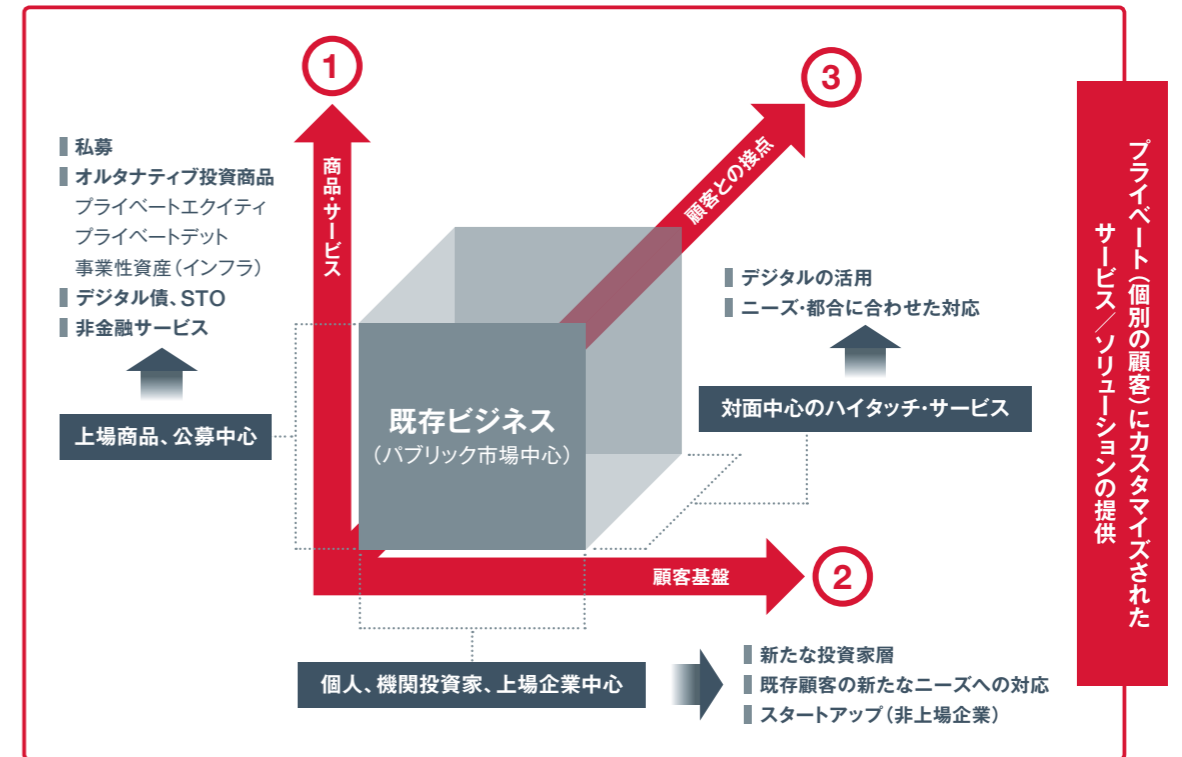 ①
商品・サービス
私募
オルタナティブ投資商品
プライベートエクイティ
プライベートデット
事業性資産(インフラ)
デジタル債、STO
非金融サービス
上場商品、公募中心
③
顧客との接点
デジタルの活用
ニーズ・都合に合わせた対応
対面中心のハイタッチ・サービス
既存ビジネス
(パブリック市場中心)
顧客基盤
②
個人、機関投資家、上場企業中心
新たな投資家層
既存顧客の新たなニーズへの対応
スタートアップ(非上場企業)
プライベート(個別の顧客)にカスタマイズされた
サービス/ソリューションの提供